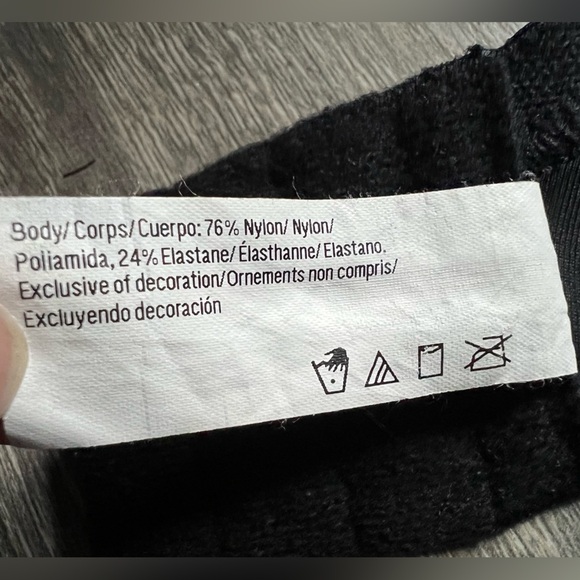 Body/ Corps/ Cuerpo: 76% Nylon/ Nylon/
Poliamida, 24% Elastane/ Élasthanne/ Elastano.
Exclusive of decoration/Ornements non compris/
Excluyendo decoración